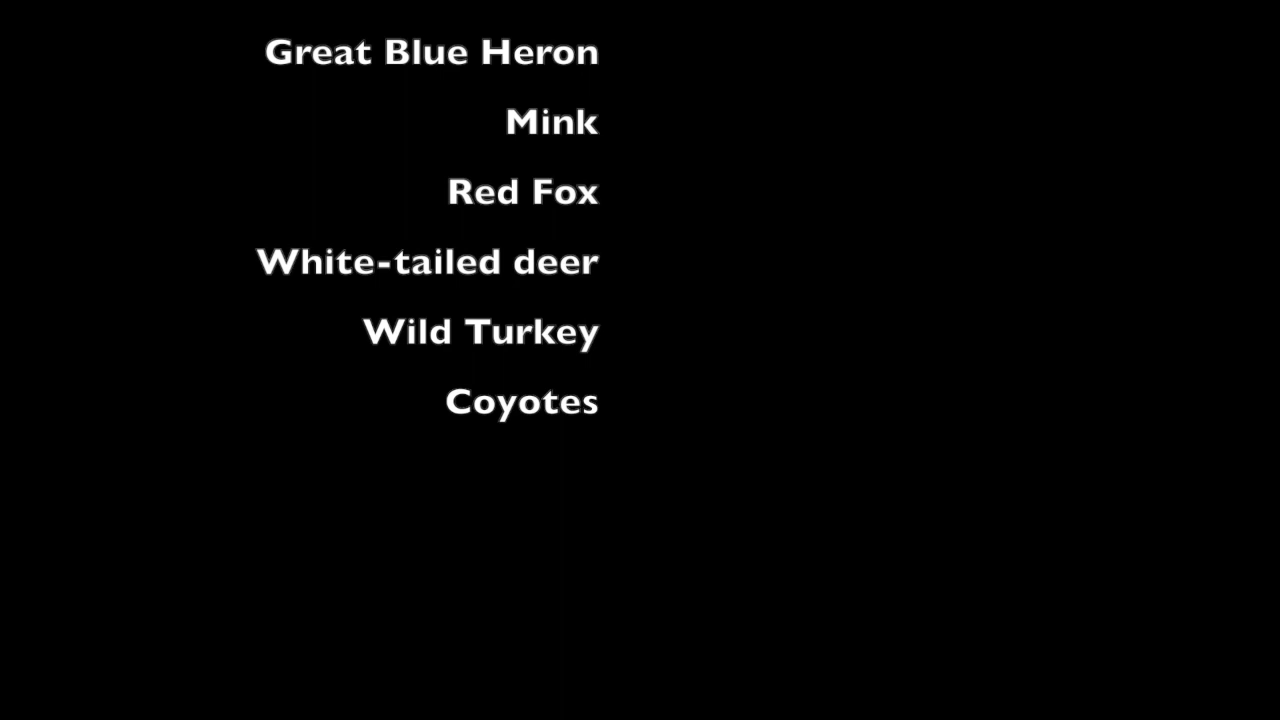 Great Blue Heron
Mink
Red Fox
White-tailed deer
Wild Turkey
Coyotes